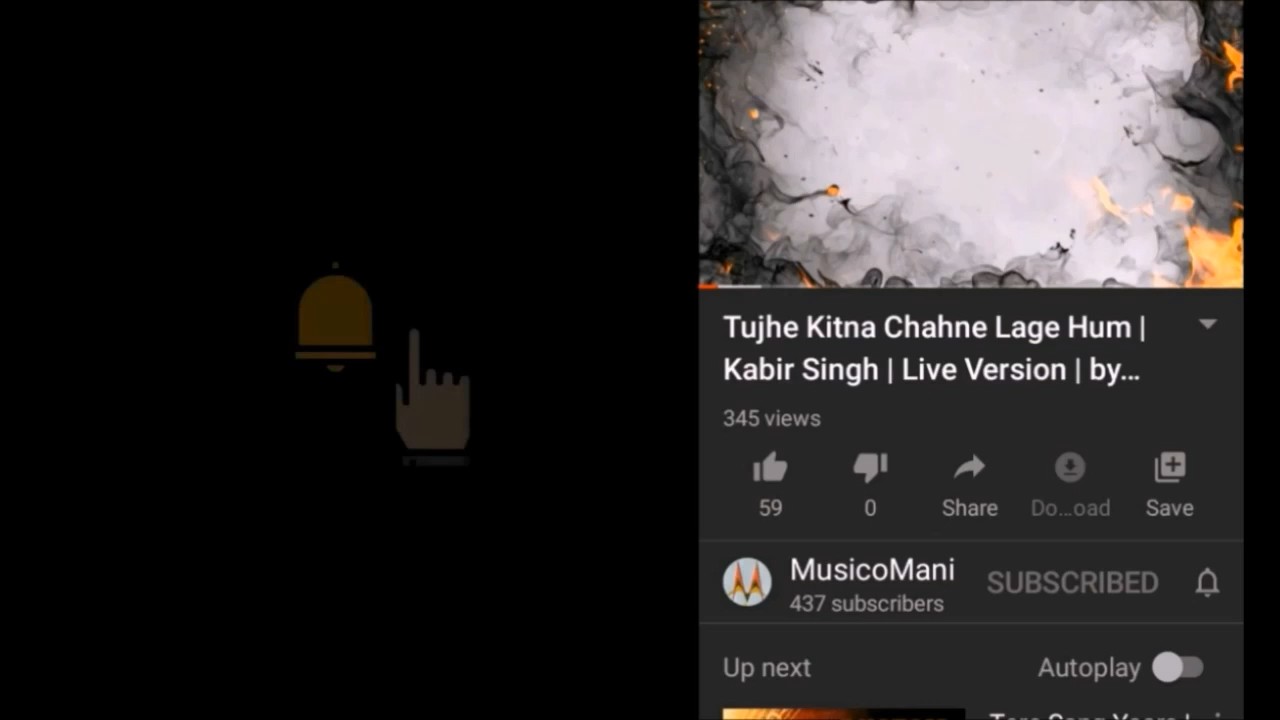 Tujhe Kitna Chahne Lage Hum |
Kabir Singh | Live Version | by...
345 views
59
0
Share
Do...oad
Save
MusicoMani
437 subscribers
SUBSCRIBED
Up next
Autoplay